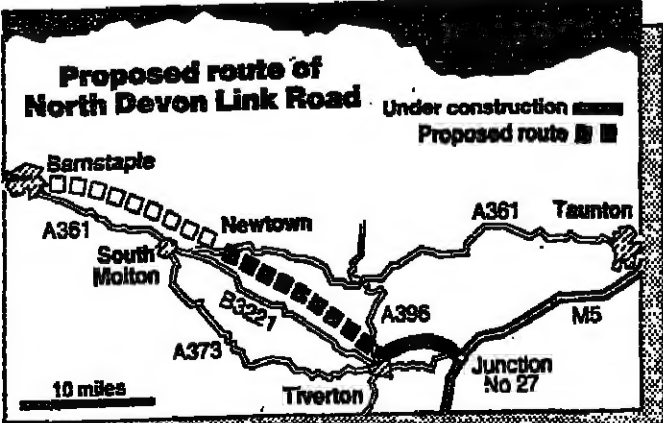 Proposed route of
North Devon Link Road
Under construction
Proposed route
Barnstaple
A361
Taunton
A361
Newtown
South
Molton
B3227
A396
M5
A373
Junction
No 27
10 miles
Tiverton